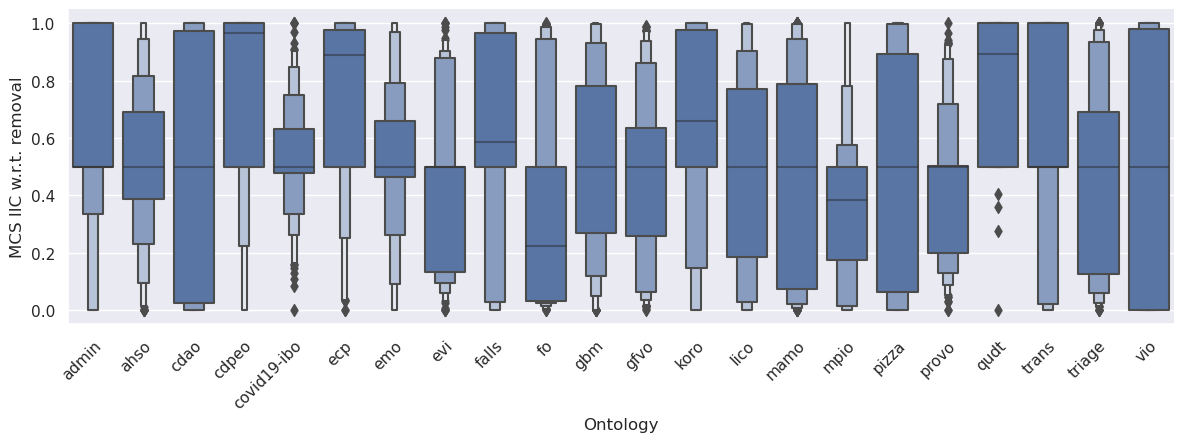 MCS IIC w.r.t. removal
1.0
0.8
0.6
0.4
0.2
0.0
admin
ahso
cdao
cdpeo
covid19-ibo
ecp
emo
evi
falls
fo
gbm
gfvo
koro
lico
mamo
mpio
pizza
provo
qudt
trans
triage
vio
Ontology